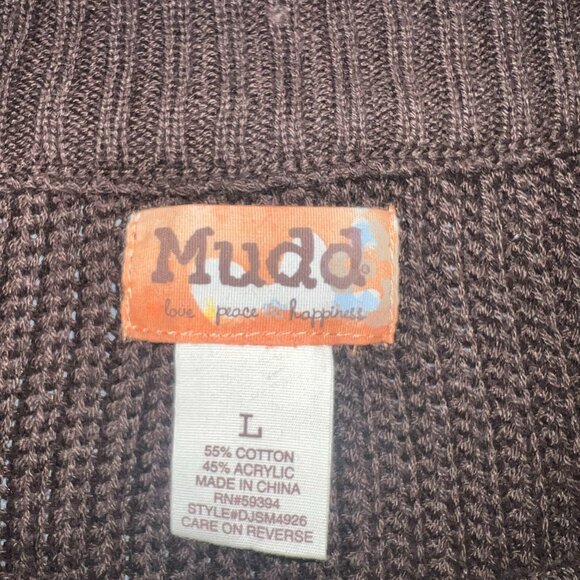 Mudd®
love peace happiness
L
55% COTTON
45% ACRYLIC
MADE IN CHINA
RN#59394
STYLE#DJSM4926
CARE ON REVERSE